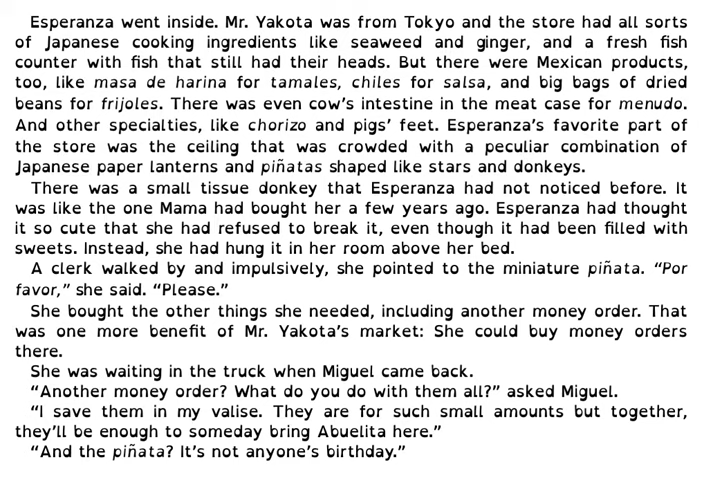 Esperanza went inside. Mr. Yakota was from Tokyo and the store had all sorts
of Japanese cooking ingredients like seaweed and ginger, and a fresh fish
counter with fish that still had their heads. But there were Mexican products,
too, like masa de harina for tamales, chiles for salsa, and big bags of dried
beans for frijoles. There was even cow's intestine in the meat case for menudo.
And other specialties, like chorizo and pigs' feet. Esperanza's favorite part of
the store was the ceiling that was crowded with a peculiar combination of
Japanese paper lanterns and piñatas shaped like stars and donkeys.
There was a small tissue donkey that Esperanza had not noticed before. It
was like the one Mama had bought her a few years ago. Esperanza had thought
it so cute that she had refused to break it, even though it had been filled with
sweets. Instead, she had hung it in her room above her bed.
A clerk walked by and impulsively, she pointed to the miniature piñata. “Por
favor,” she said. “Please.”
She bought the other things she needed, including another money order. That
was one more benefit of Mr. Yakota's market: She could buy money orders
there.
She was waiting in the truck when Miguel came back.
“Another money order? What do you do with them all?” asked Miguel.
“I save them in my valise. They are for such small amounts but together,
they'll be enough to someday bring Abuelita here.”
“And the piñata? It's not anyone's birthday.”